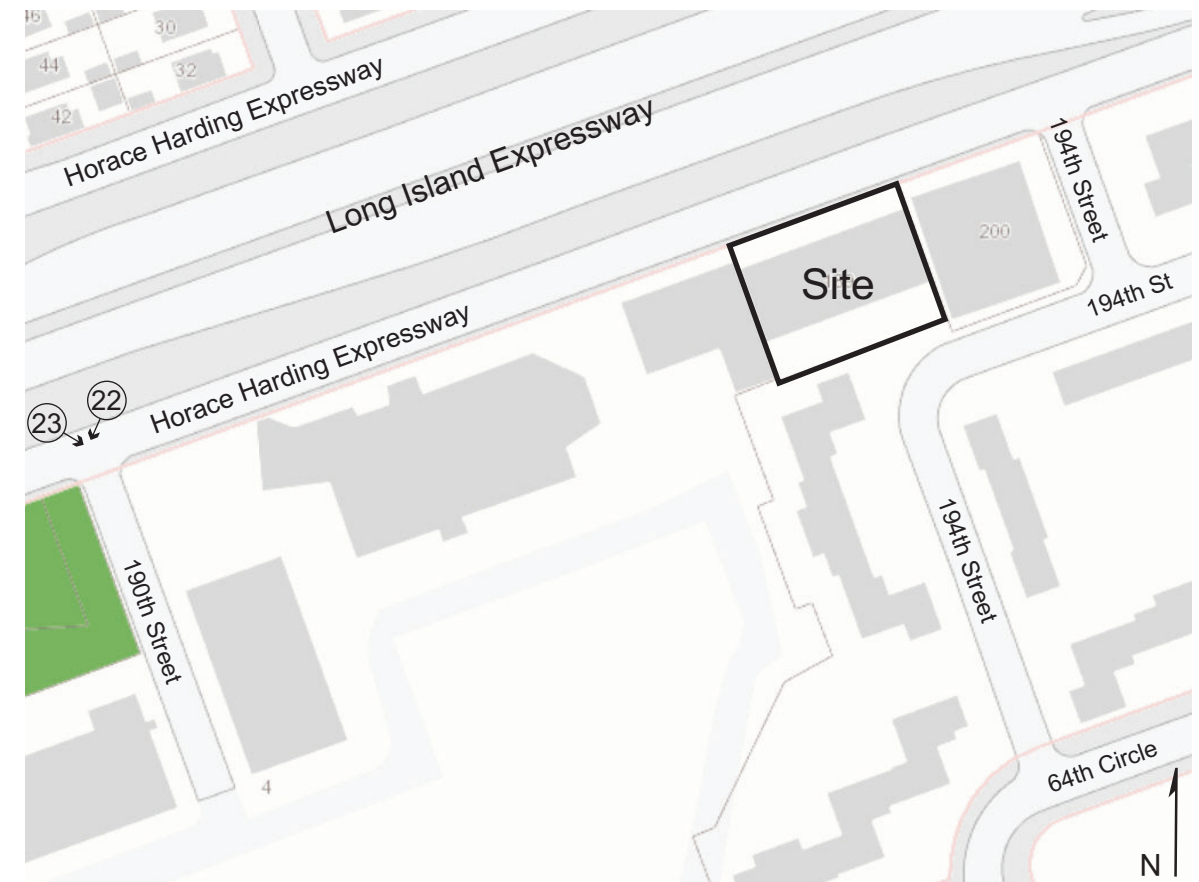 46
30
44
32
42
Horace Harding Expressway
Long Island Expressway
194th Street
200
Site
194th St
Horace Harding Expressway
22
23
190th Street
194th Street
4
64th Circle
N